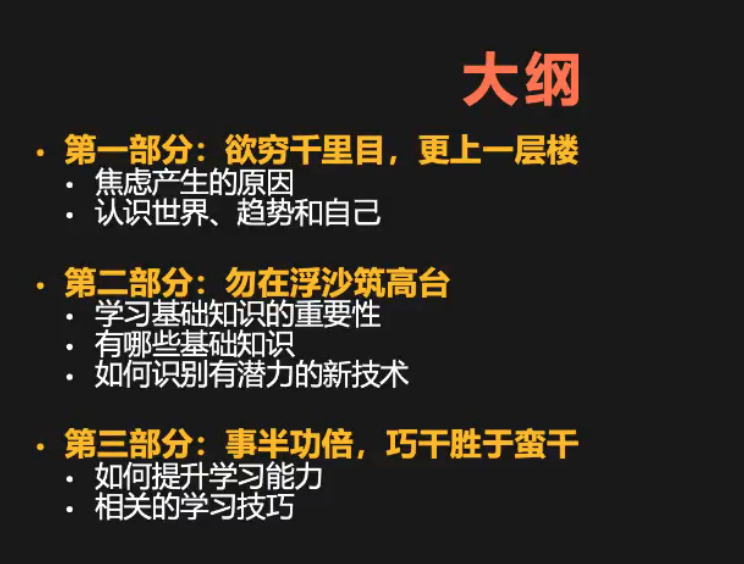 大纲
• 第一部分：欲穷千里目，更上一层楼
• 焦虑产生的原因
• 认识世界、趋势和自己
• 第二部分：勿在浮沙筑高台
• 学习基础知识的重要性
• 有哪些基础知识
• 如何识别有潜力的新技术
• 第三部分：事半功倍，巧干胜于蛮干
• 如何提升学习能力
• 相关的学习技巧